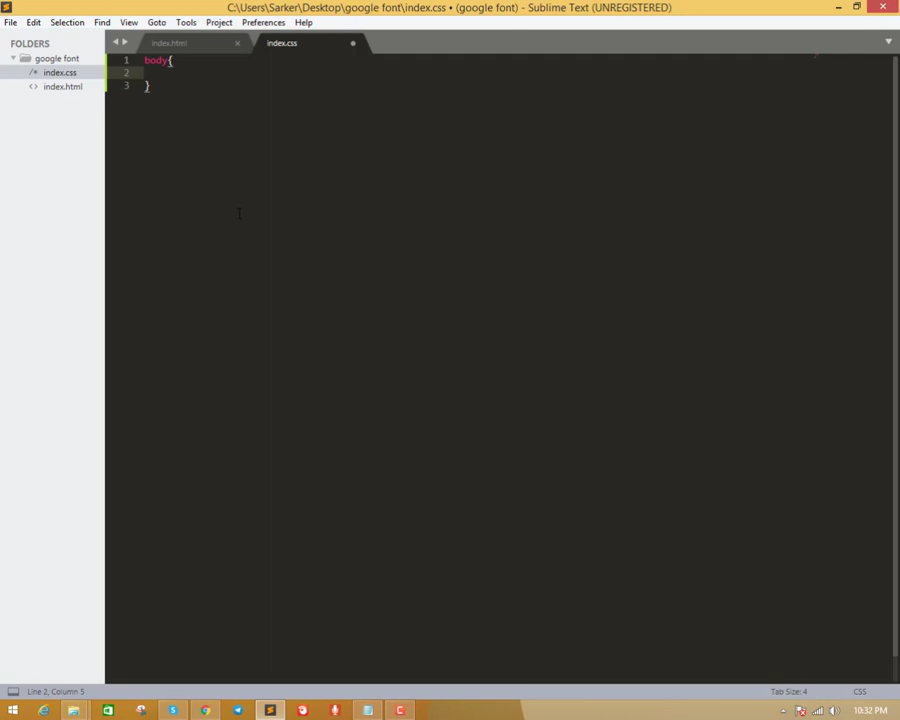 C:\Users\Sarker\Desktop\google font\index.css • (google font) - Sublime Text (UNREGISTERED)
File Edit Selection Find View Goto Tools Project Preferences Help
FOLDERS
google font
/* index.css
<> index.html
index.html × index.css
1 body{
2
3 }
Line 2, Column 5 Tab Size: 4 CSS
10:32 PM